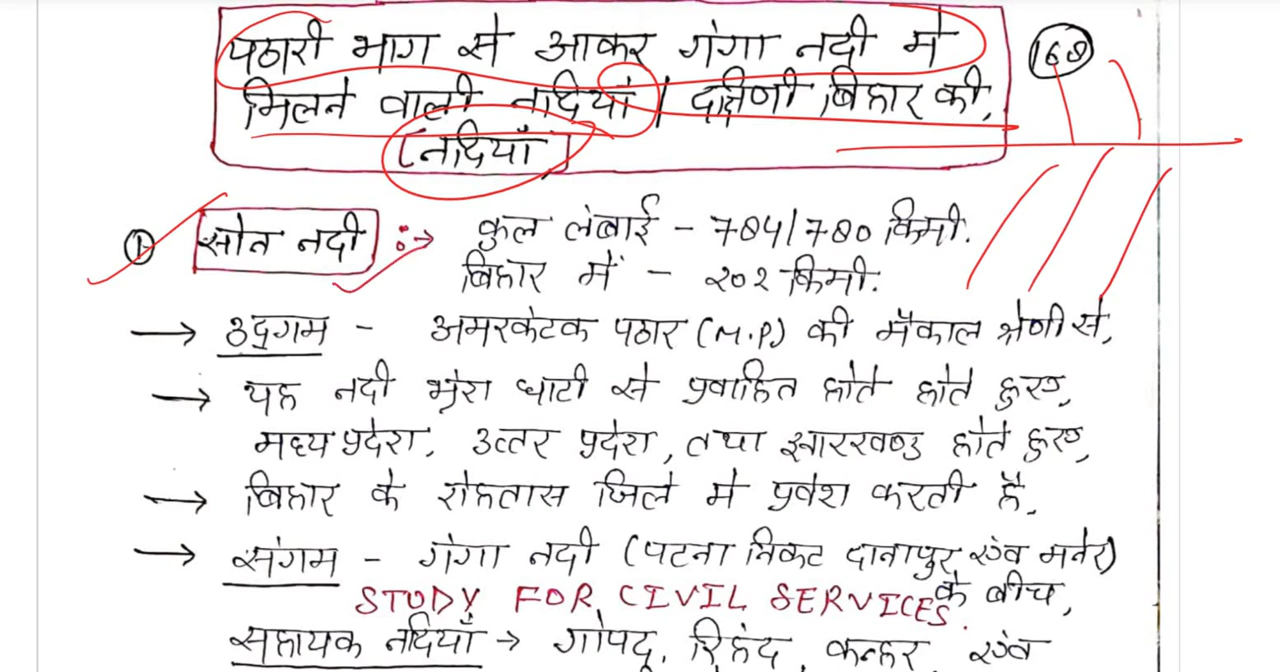 पठारी भाग से आकर गंगा नदी में
मिलने वाली नदियां | दक्षिणी बिहार की,
(नदियाँ)
168
① सोन नदी :→ कुल लंबाई - 784/780 किमी.
बिहार में - 202 किमी.
→ उद्गम - अमरकंटक पठार (M.P) की मैकाल श्रेणी से,
→ यह नदी भ्रंश घाटी से प्रवाहित होते होते हुए,
मध्य प्रदेश, उत्तर प्रदेश, तथा झारखण्ड होते हुए,
→ बिहार के रोहतास जिले में प्रवेश करती है,
→ संगम - गंगा नदी (पटना निकट दानापुर एवं मनेर)
के बीच,
STUDY FOR CIVIL SERVICES.
सहायक नदियाँ → गोपद, रिहंद, कन्हर, एवं